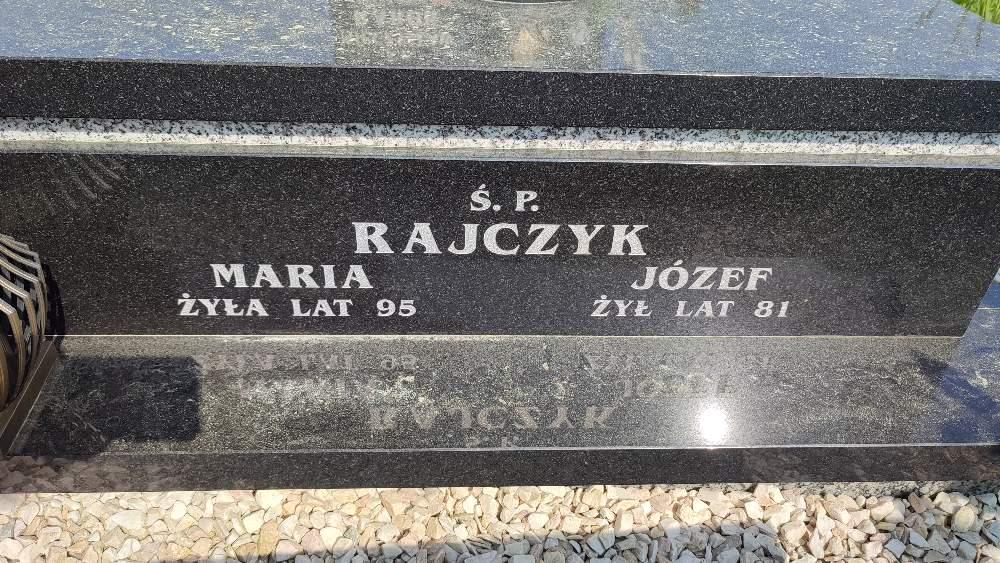 Ś. P.
RAJCZYK
MARIA JÓZEF
ŻYŁA LAT 95 ŻYŁ LAT 81